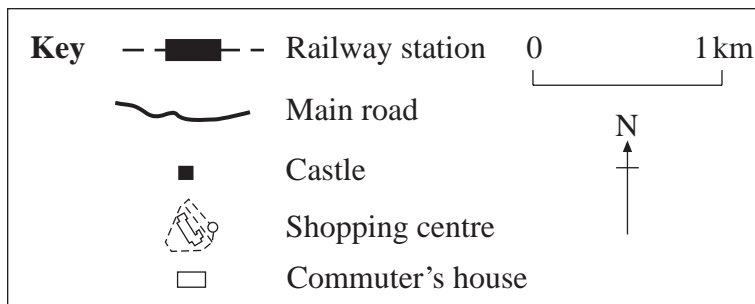 Key Railway station 0 1 km
Main road
N
Castle
Shopping centre
Commuter's house